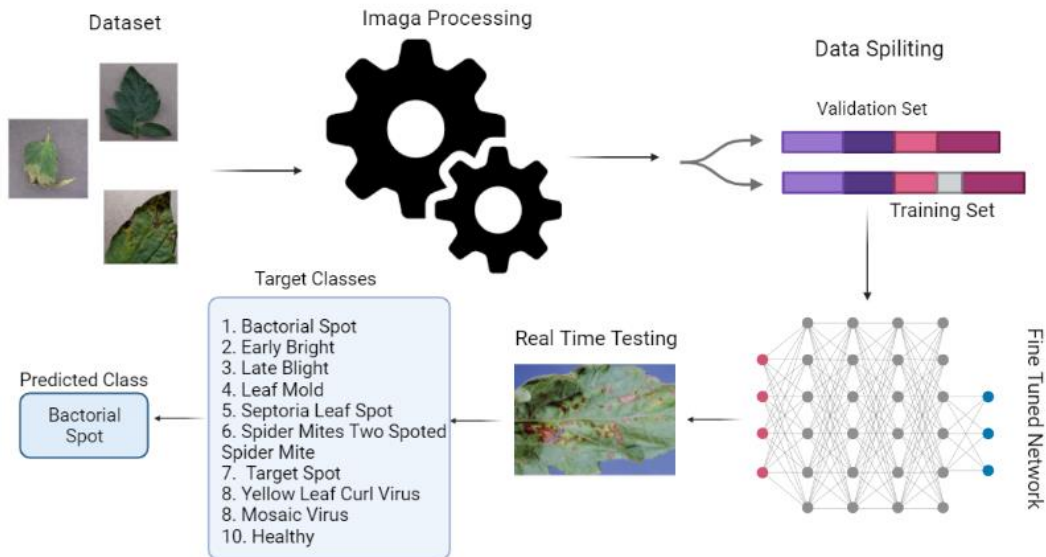 Dataset
Imaga Processing
Data Spiliting
Validation Set
Training Set
Fine Tuned Network
Real Time Testing
Target Classes
1. Bactorial Spot
2. Early Bright
3. Late Blight
4. Leaf Mold
5. Septoria Leaf Spot
6. Spider Mites Two Spoted
Spider Mite
7. Target Spot
8. Yellow Leaf Curl Virus
8. Mosaic Virus
10. Healthy
Predicted Class
Bactorial
Spot